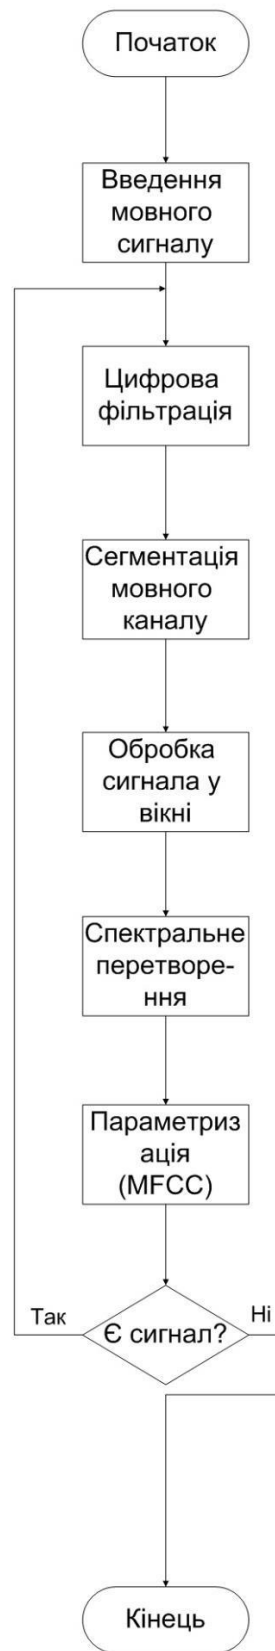 Початок
Введення
мовного
сигналу
Цифрова
фільтрація
Сегментація
мовного
каналу
Обробка
сигнала у
вікні
Спектральне
перетворе-
ння
Параметриз
ація
(MFCC)
Так
Є сигнал?
Ні
Кінець